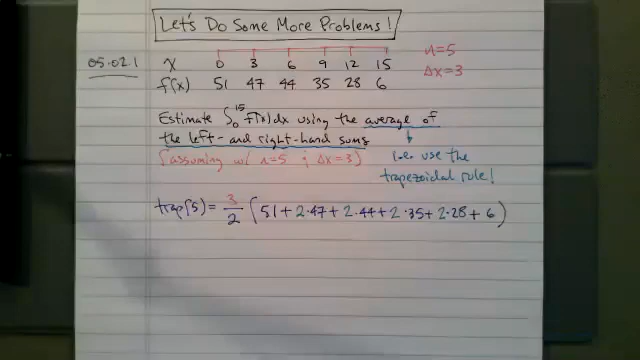 Let's Do Some More Problems!
05.02.1 x 0 3 6 9 12 15 n=5
f(x) 51 47 44 35 28 6 Δx=3
Estimate ∫₀¹⁵ f(x)dx using the average of
the left- and right-hand sums
(assuming w/ n=5 ; Δx=3) i.e. use the
trapezoidal rule!
trap(5) = 3/2 (51+2·47+2·44+2·35+2·28+6)